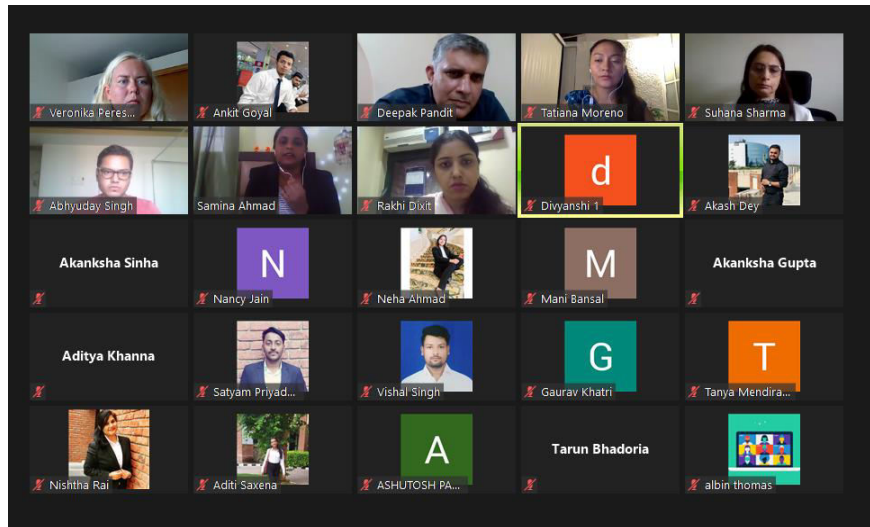 Veronika Peres...
Ankit Goyal
Deepak Pandit
Tatiana Moreno
Suhana Sharma
Abhyuday Singh
Samina Ahmad
Rakhi Dixit
d
Divyanshi 1
Akash Dey
Akanksha Sinha
N
Nancy Jain
Neha Ahmad
M
Mani Bansal
Akanksha Gupta
Aditya Khanna
Satyam Priyad...
Vishal Singh
G
Gaurav Khatri
T
Tanya Mendira...
Nishtha Rai
Aditi Saxena
A
ASHUTOSH PA...
Tarun Bhadoria
albin thomas